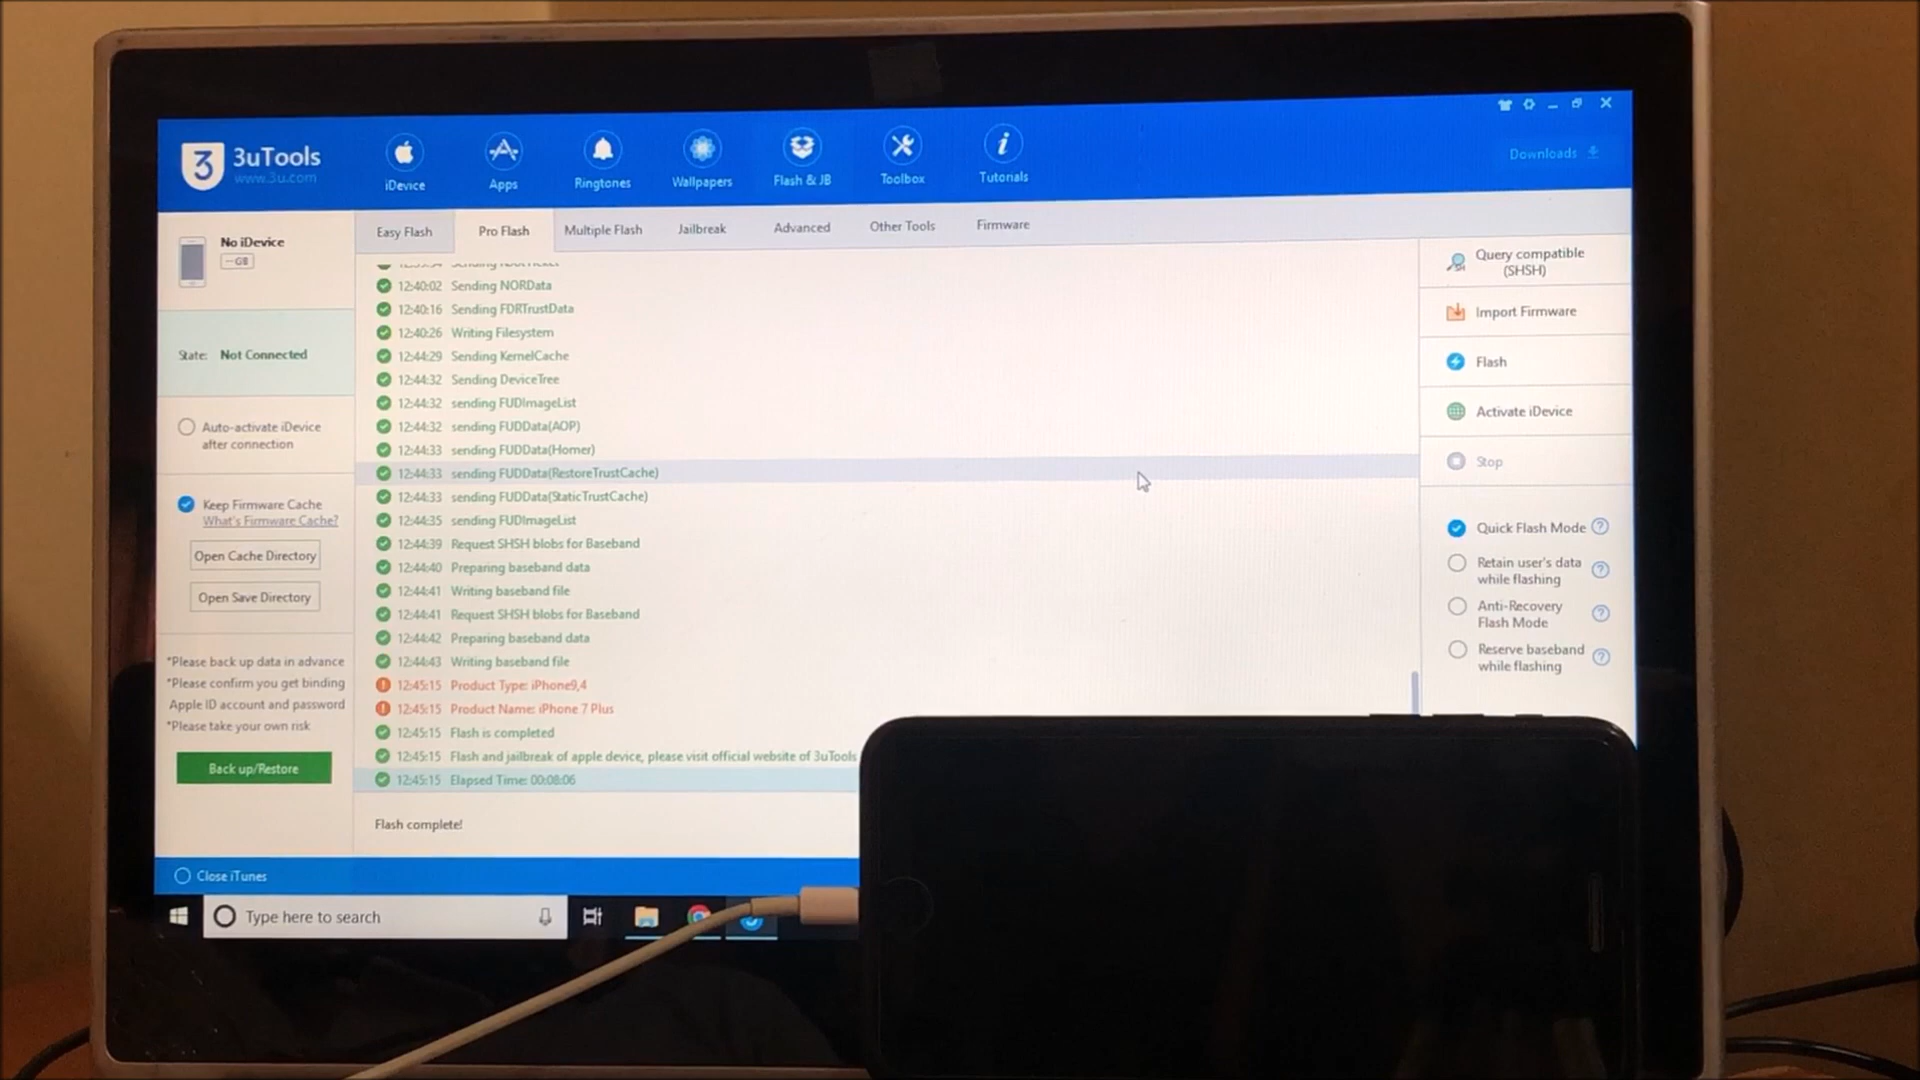 3 3uTools
www.3u.com
iDevice
Apps
Ringtones
Wallpapers
Flash & JB
Toolbox
Tutorials
Downloads
No iDevice
-- GB
State: Not Connected
Auto-activate iDevice
after connection
Keep Firmware Cache
What's Firmware Cache?
Open Cache Directory
Open Save Directory
*Please back up data in advance
*Please confirm you get binding
Apple ID account and password
*Please take your own risk
Back up/Restore
Easy Flash
Pro Flash
Multiple Flash
Jailbreak
Advanced
Other Tools
Firmware
12:40:02 Sending NORData
12:40:16 Sending FDRTrustData
12:40:26 Writing Filesystem
12:44:29 Sending KernelCache
12:44:32 Sending DeviceTree
12:44:32 sending FUDImageList
12:44:32 sending FUDData(AOP)
12:44:33 sending FUDData(Homer)
12:44:33 sending FUDData(RestoreTrustCache)
12:44:33 sending FUDData(StaticTrustCache)
12:44:35 sending FUDImageList
12:44:39 Request SHSH blobs for Baseband
12:44:40 Preparing baseband data
12:44:41 Writing baseband file
12:44:41 Request SHSH blobs for Baseband
12:44:42 Preparing baseband data
12:44:43 Writing baseband file
12:45:15 Product Type: iPhone9,4
12:45:15 Product Name: iPhone 7 Plus
12:45:15 Flash is completed
12:45:15 Flash and jailbreak of apple device, please visit official website of 3uTools
12:45:15 Elapsed Time: 00:08:06
Flash complete!
Query compatible
(SHSH)
Import Firmware
Flash
Activate iDevice
Stop
Quick Flash Mode ?
Retain user's data
while flashing ?
Anti-Recovery
Flash Mode ?
Reserve baseband
while flashing ?
Close iTunes
Type here to search